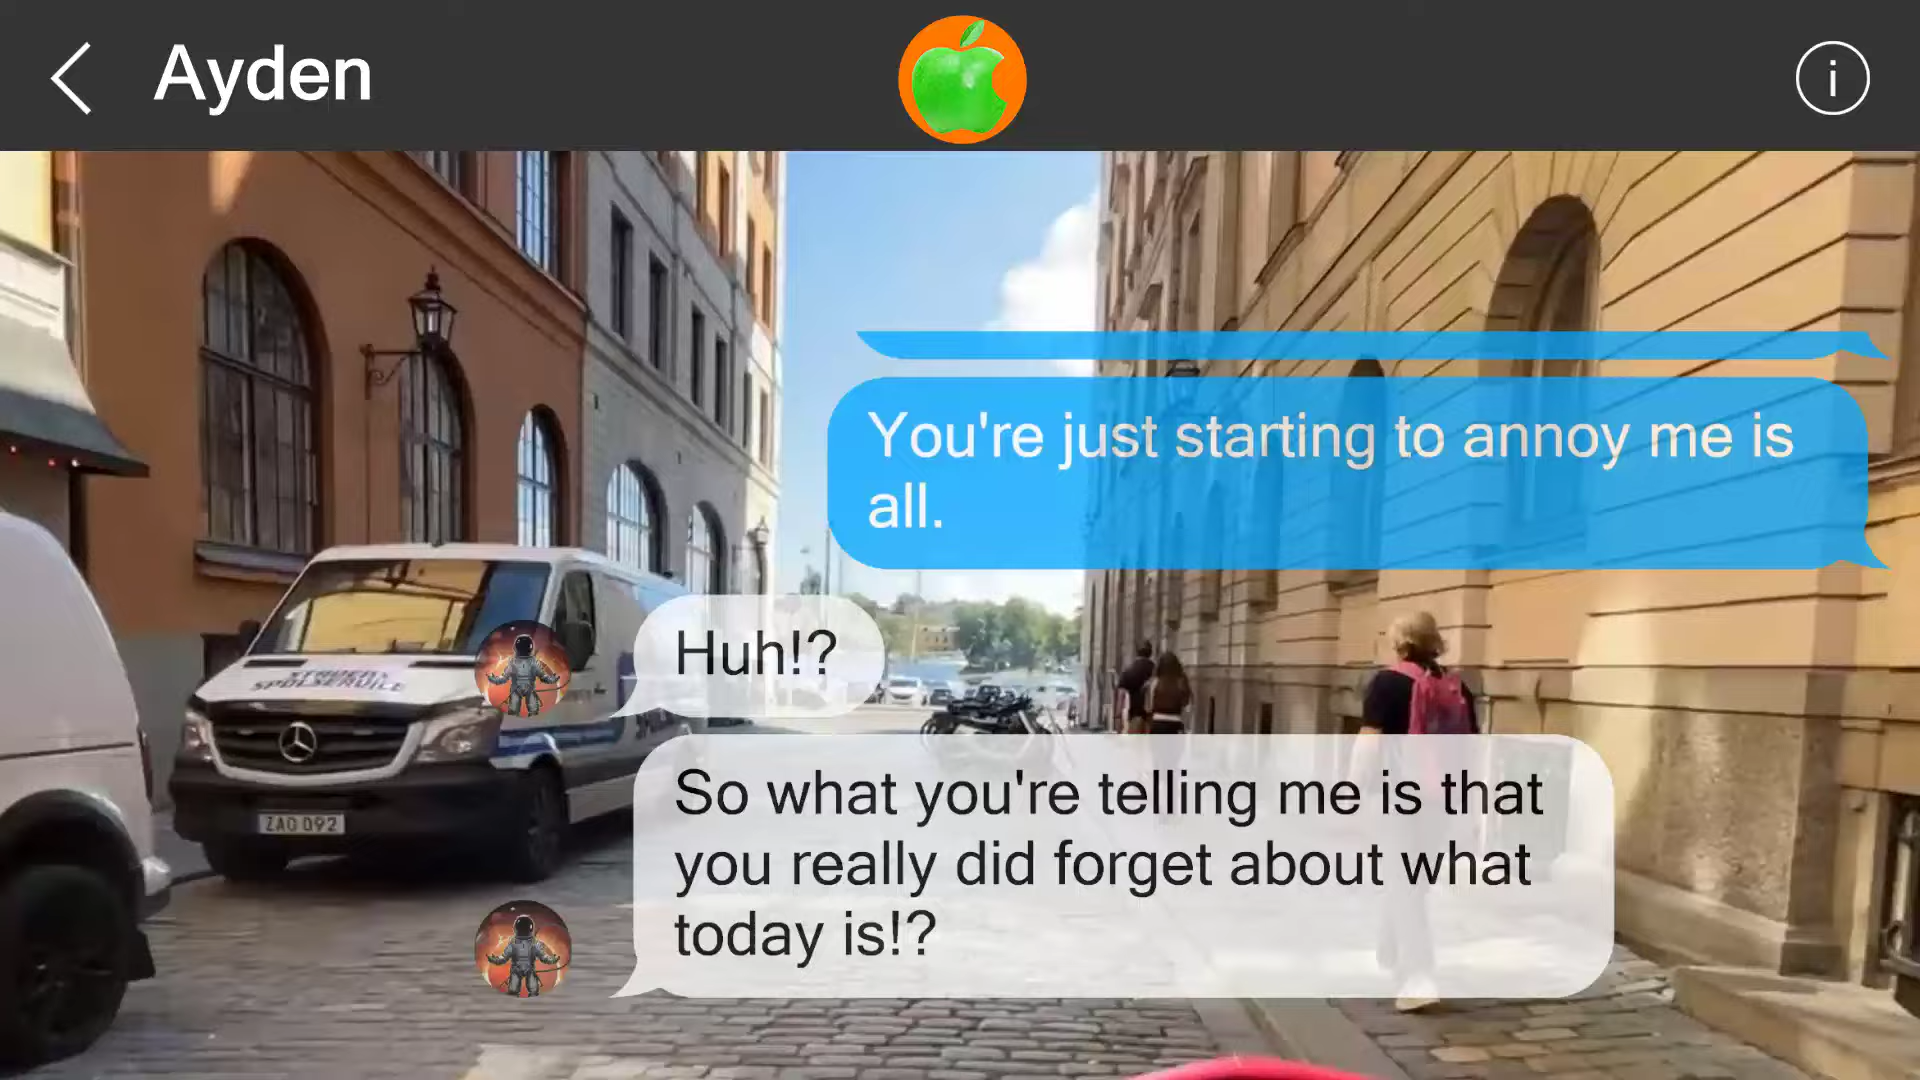 Ayden
You're just starting to annoy me is
all.
Huh!?
So what you're telling me is that
you really did forget about what
today is!?
SPOLSERVICE
ZAO 092